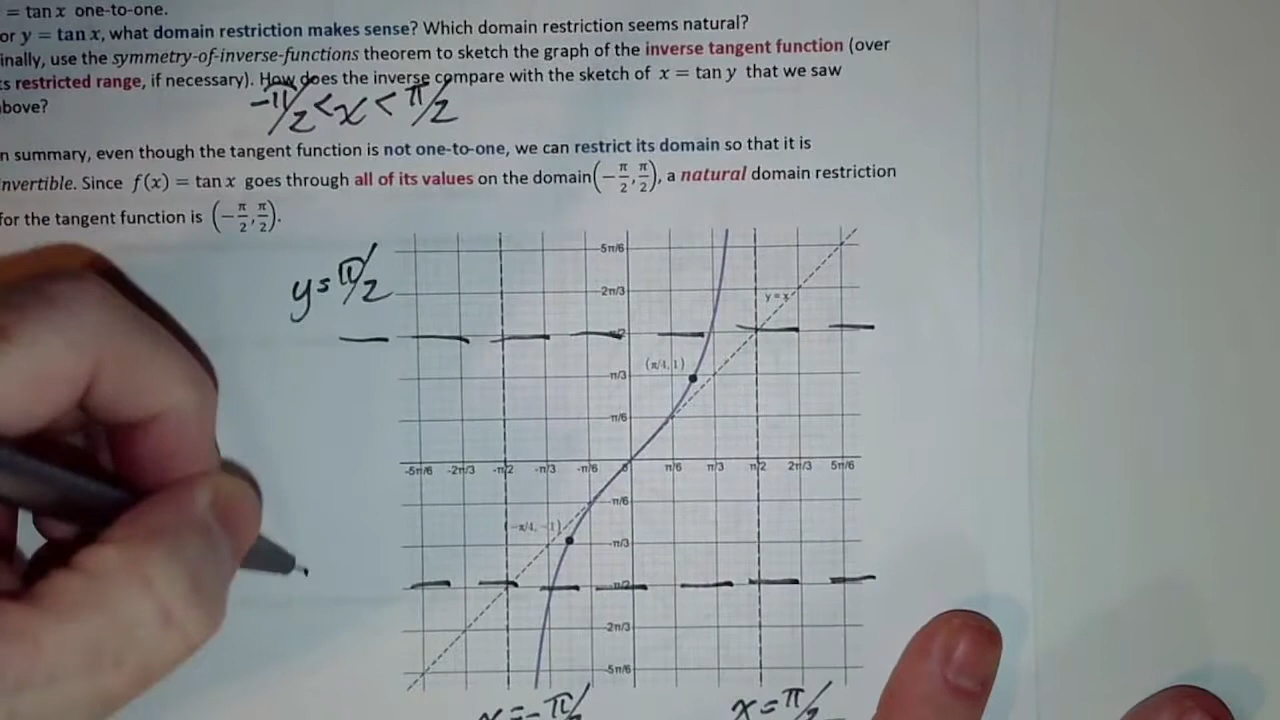 = tan x one-to-one.
or y = tan x, what domain restriction makes sense? Which domain restriction seems natural?
inally, use the symmetry-of-inverse-functions theorem to sketch the graph of the inverse tangent function (over
s restricted range, if necessary). How does the inverse compare with the sketch of x = tan y that we saw
bove?
-π/2 < x < π/2
n summary, even though the tangent function is not one-to-one, we can restrict its domain so that it is
nvertible. Since f(x) = tan x goes through all of its values on the domain (-π/2, π/2), a natural domain restriction
for the tangent function is (-π/2, π/2).
5π/6
y = π/2
2π/3
y = x
π/2
(π/4, 1)
π/3
π/6
-5π/6 -2π/3 -π/2 -π/3 -π/6 0 π/6 π/3 π/2 2π/3 5π/6
-π/6
(-π/4, -1)
-π/3
-π/2
-2π/3
-5π/6
x = -π/2 x = π/2